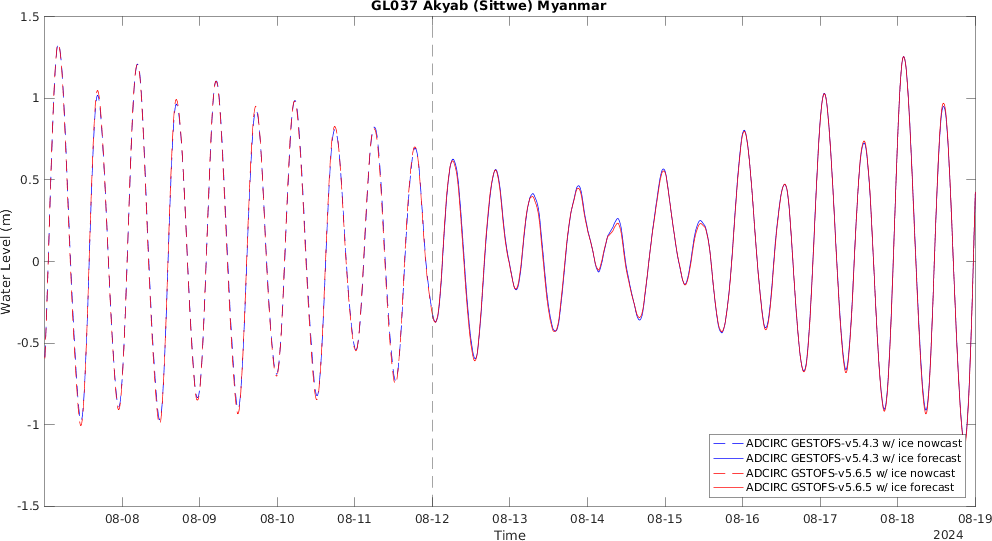 GL037 Akyab (Sittwe) Myanmar
1.5
1
0.5
0
-0.5
-1
-1.5
Water Level (m)
ADCIRC GESTOFS-v5.4.3 w/ ice nowcast
ADCIRC GESTOFS-v5.4.3 w/ ice forecast
ADCIRC GSTOFS-v5.6.5 w/ ice nowcast
ADCIRC GSTOFS-v5.6.5 w/ ice forecast
08-08 08-09 08-10 08-11 08-12 08-13 08-14 08-15 08-16 08-17 08-18 08-19
Time
2024